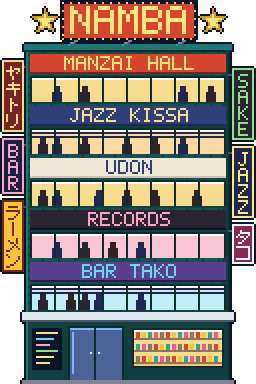 NAMBA
MANZAI HALL
JAZZ KISSA
UDON
RECORDS
BAR TAKO
ヤキトリ
BAR
ラーメン
SAKE
JAZZ
タコ